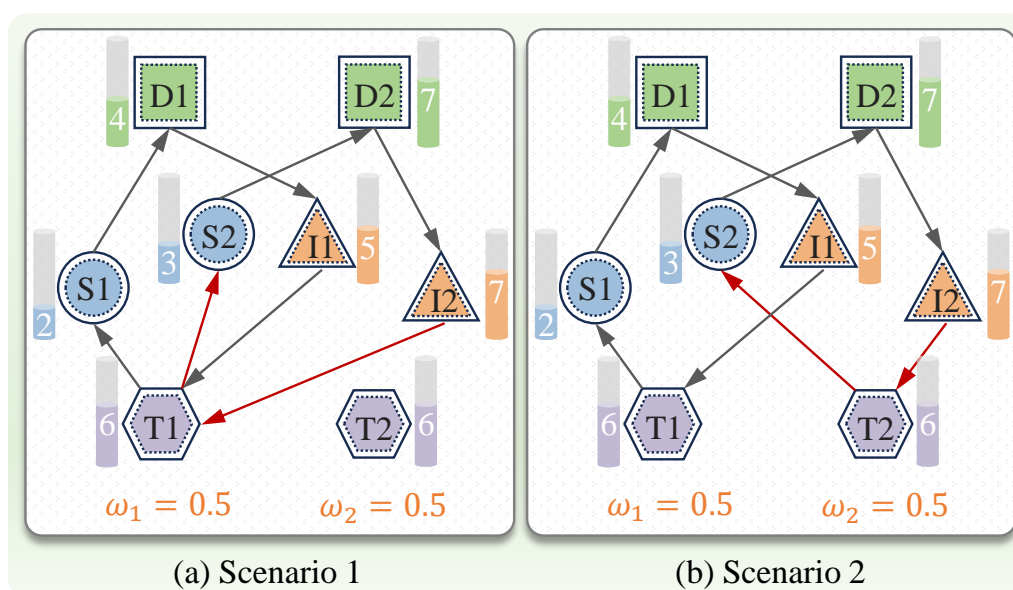 4 D1 D2 7
3 S2 I1 5
S1 2 I2 7
6 T1 T2 6
ω₁ = 0.5 ω₂ = 0.5
(a) Scenario 1
4 D1 D2 7
3 S2 I1 5
S1 2 I2 7
6 T1 T2 6
ω₁ = 0.5 ω₂ = 0.5
(b) Scenario 2